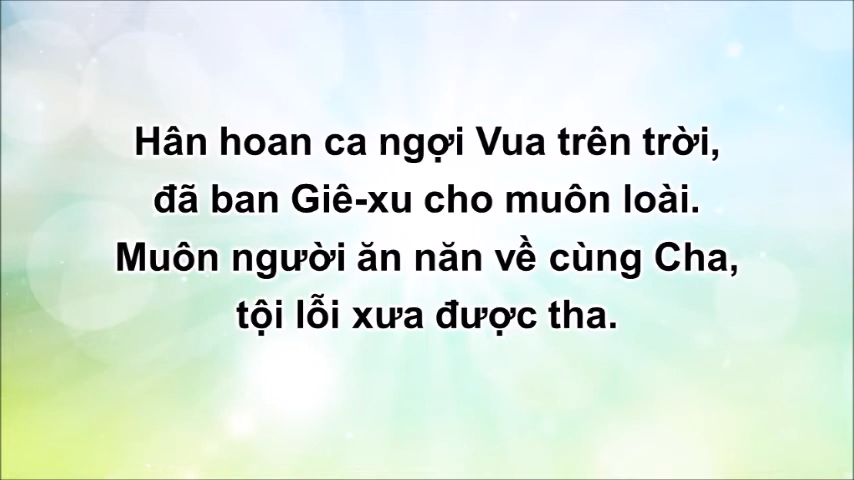 Hân hoan ca ngợi Vua trên trời,
đã ban Giê-xu cho muôn loài.
Muôn người ăn năn về cùng Cha,
tội lỗi xưa được tha.